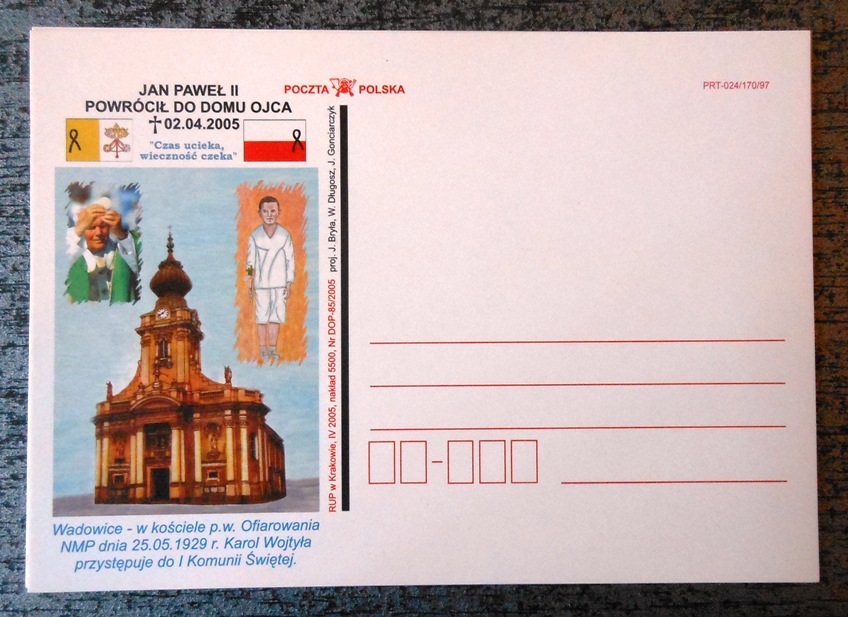 JAN PAWEŁ II
POWRÓCIŁ DO DOMU OJCA
02.04.2005
"Czas ucieka,
wieczność czeka"
POCZTA POLSKA
PRT-024/170/97
RUP w Krakowie, IV 2005, nakład 5500, Nr DOP-85/2005 proj. J. Bryła, W. Długosz, J. Gonciarczyk
Wadowice - w kościele p.w. Ofiarowania
NMP dnia 25.05.1929 r. Karol Wojtyła
przystępuje do I Komunii Świętej.